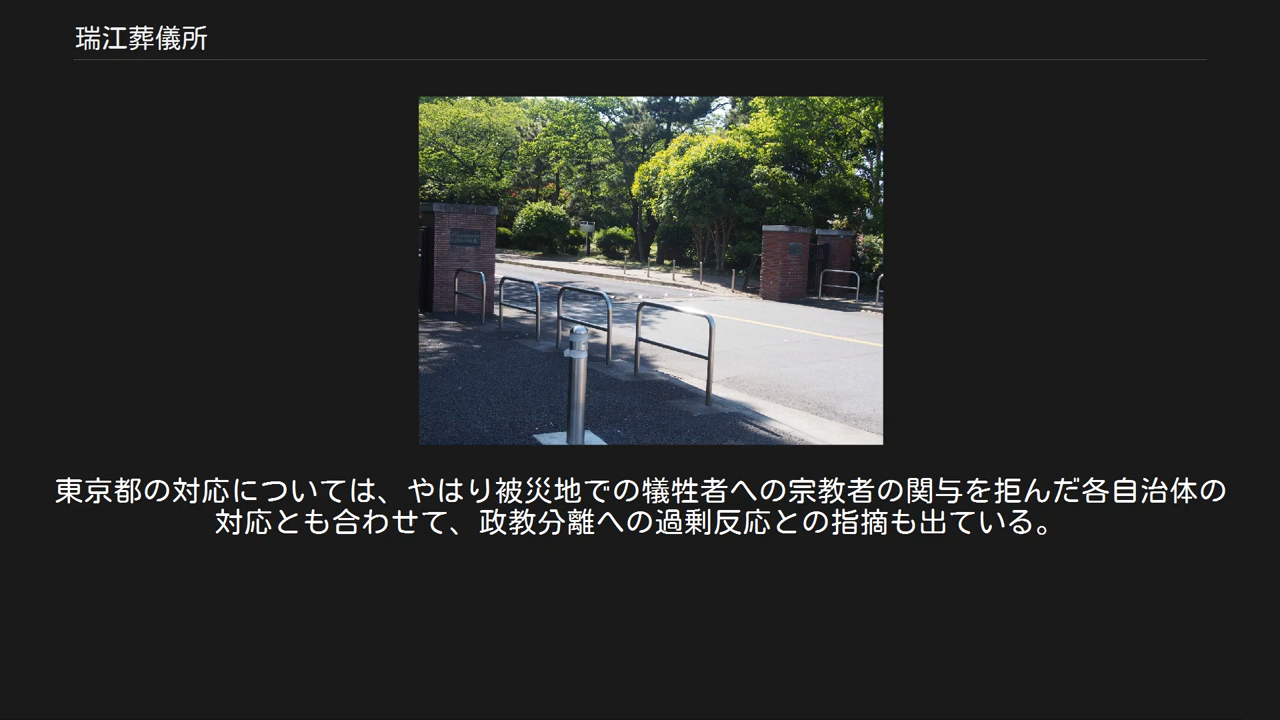 瑞江葬儀所
東京都の対応については、やはり被災地での犠牲者への宗教者の関与を拒んだ各自治体の
対応とも合わせて、政教分離への過剰反応との指摘も出ている。